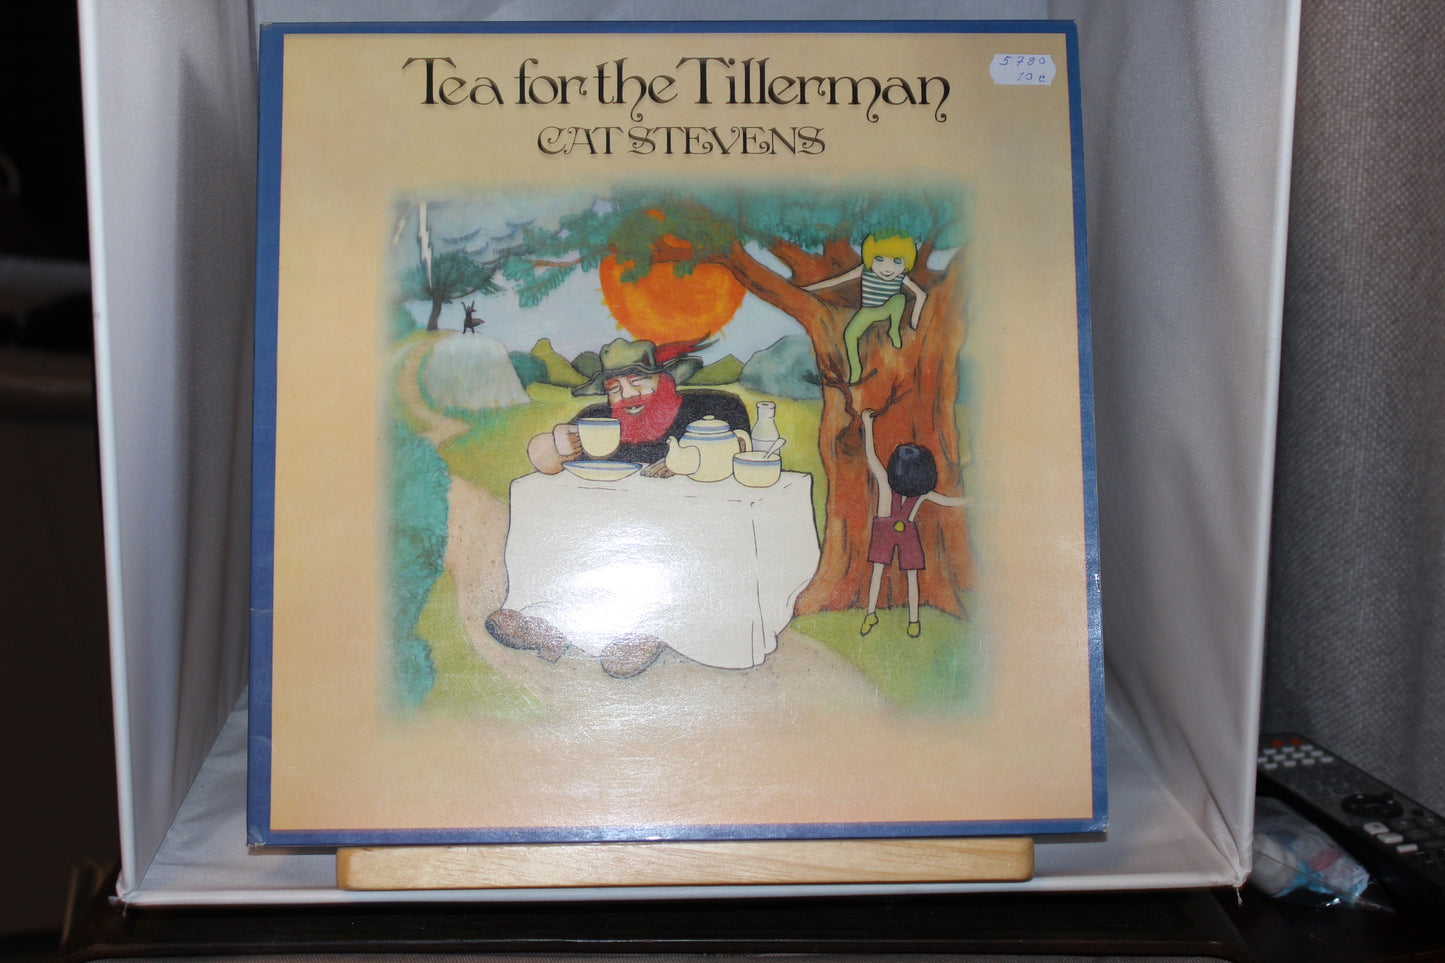 Tea for the Tillerman
CAT STEVENS
5780
10 e